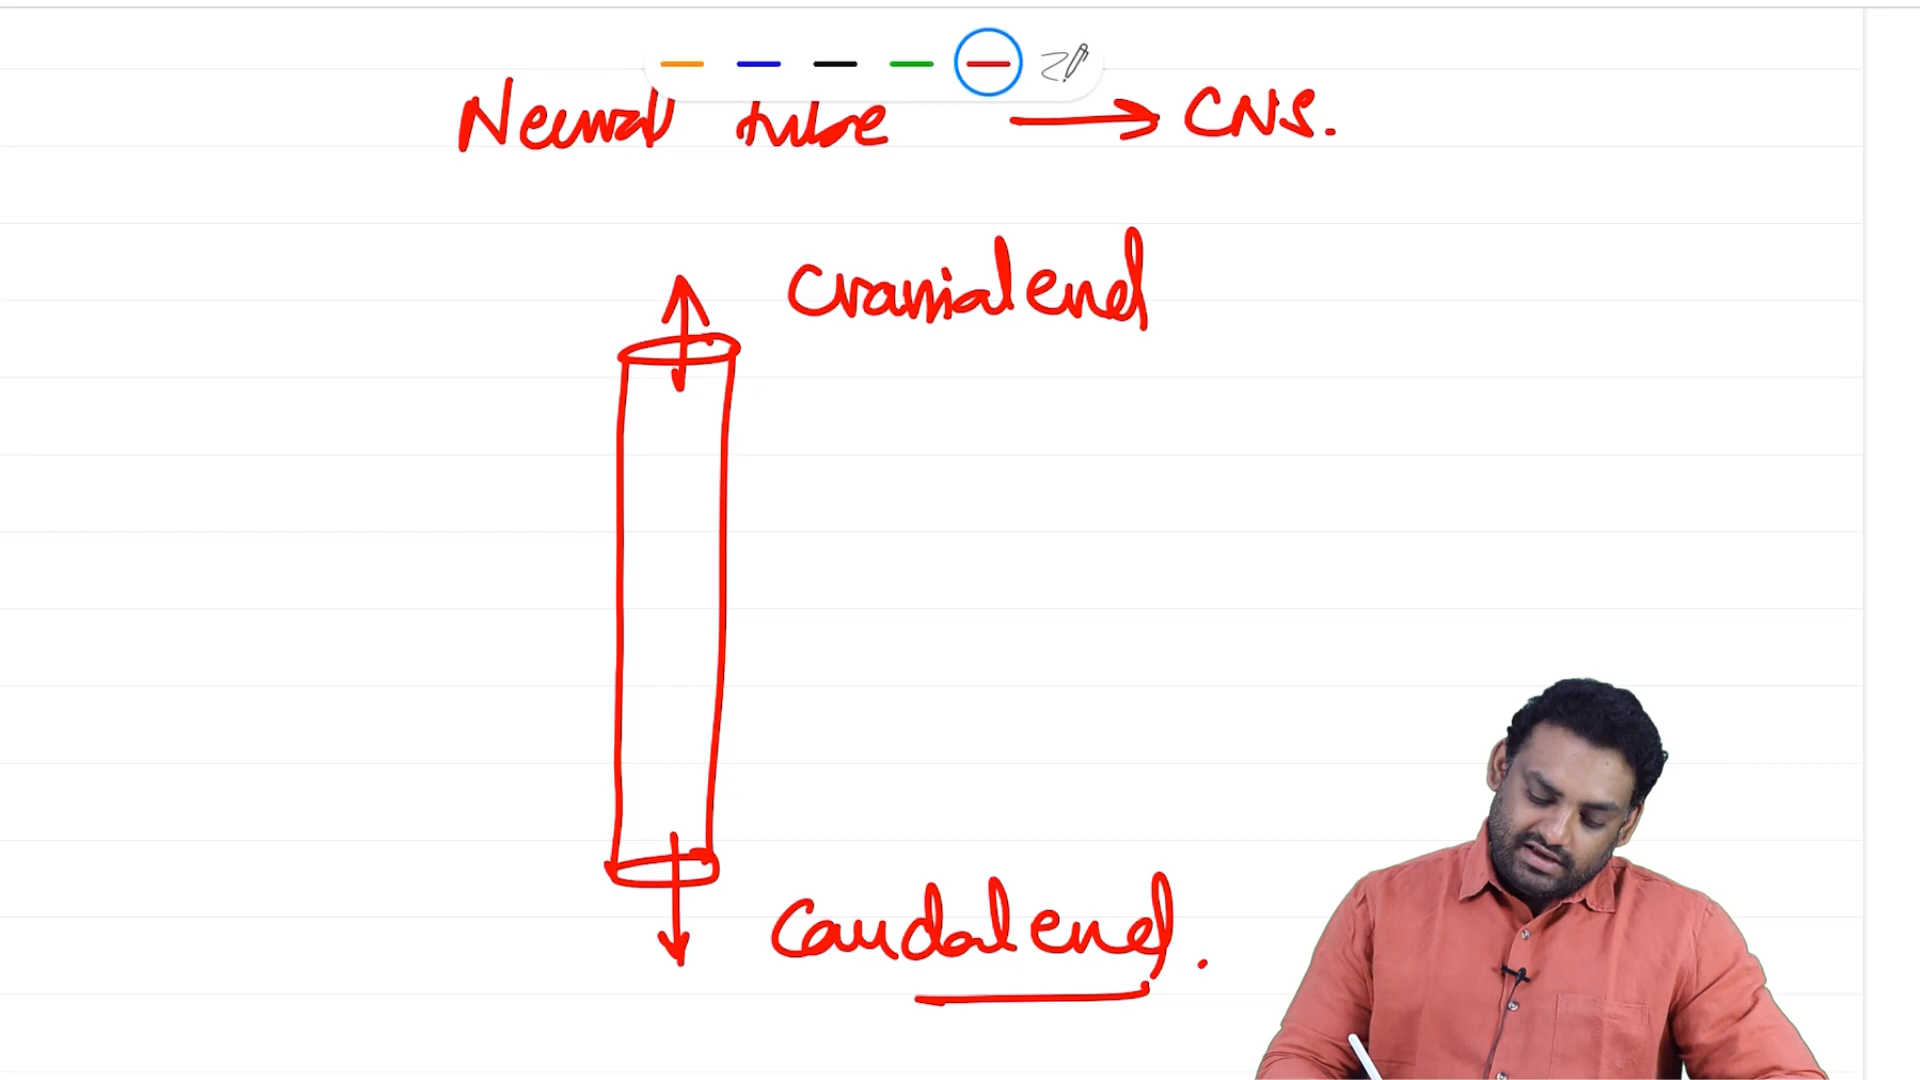 Neural tube → CNS.
Cranial end
Caudal end.